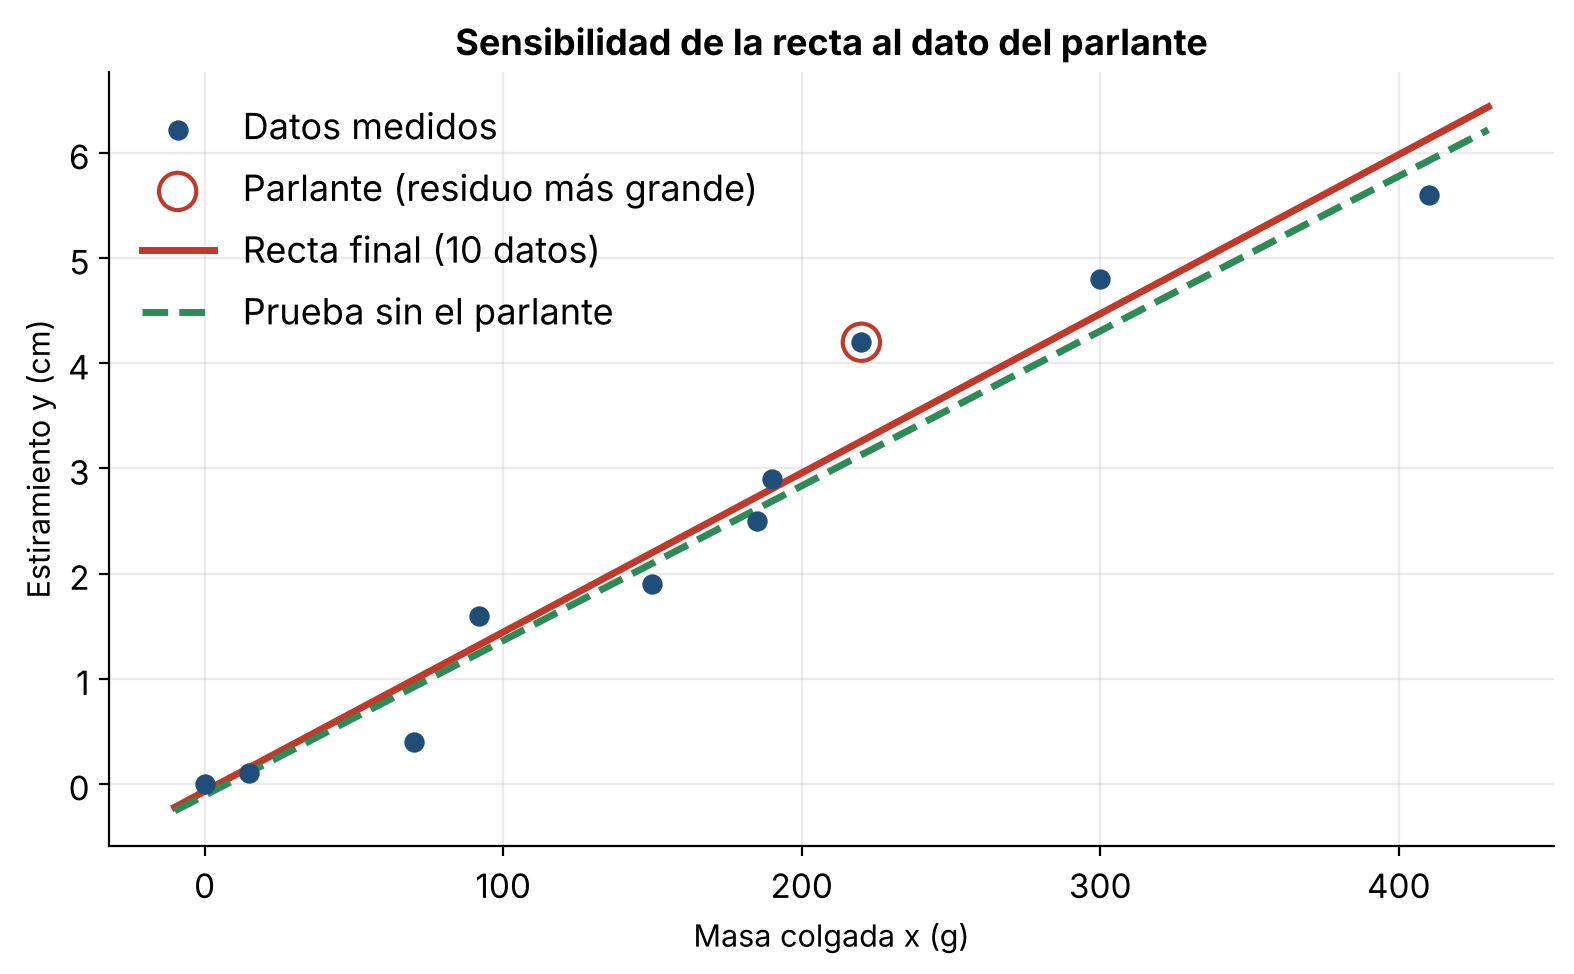 Sensibilidad de la recta al dato del parlante
Datos medidos
Parlante (residuo más grande)
Recta final (10 datos)
Prueba sin el parlante
Estiramiento y (cm)
6
5
4
3
2
1
0
0 100 200 300 400
Masa colgada x (g)